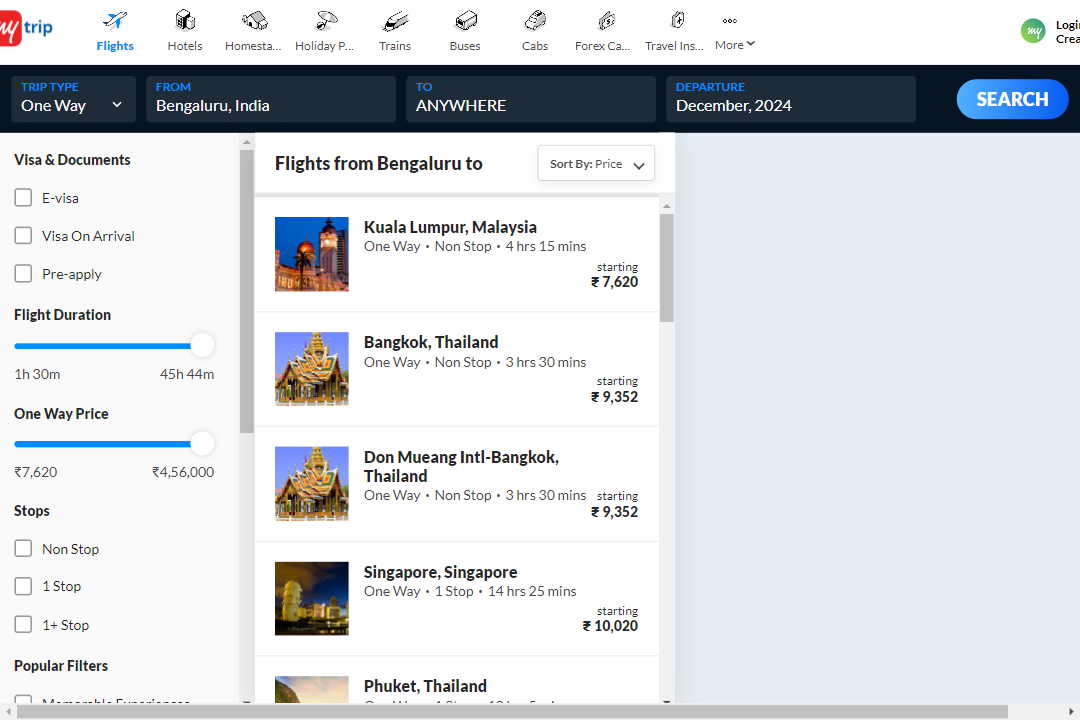 my trip
Flights
Hotels
Homesta...
Holiday P...
Trains
Buses
Cabs
Forex Ca...
Travel Ins...
More
my
TRIP TYPE
One Way
FROM
Bengaluru, India
TO
ANYWHERE
DEPARTURE
December, 2024
SEARCH
Visa & Documents
E-visa
Visa On Arrival
Pre-apply
Flight Duration
1h 30m
45h 44m
One Way Price
₹7,620
₹4,56,000
Stops
Non Stop
1 Stop
1+ Stop
Popular Filters
Flights from Bengaluru to
Sort By: Price
Kuala Lumpur, Malaysia
One Way • Non Stop • 4 hrs 15 mins
starting
₹ 7,620
Bangkok, Thailand
One Way • Non Stop • 3 hrs 30 mins
starting
₹ 9,352
Don Mueang Intl-Bangkok,
Thailand
One Way • Non Stop • 3 hrs 30 mins
starting
₹ 9,352
Singapore, Singapore
One Way • 1 Stop • 14 hrs 25 mins
starting
₹ 10,020
Phuket, Thailand